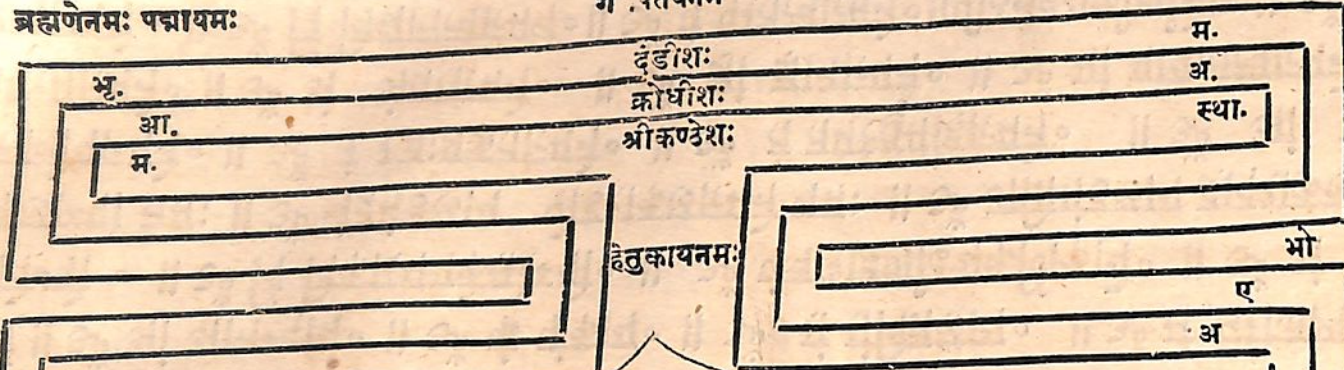 ब्रह्मणेनमः पद्मायमः
म.
दंडीशः
भृ.
अ.
क्रोधीशः
स्था.
आ.
श्रीकण्ठेशः
म.
हेतुकायनमः
भो
ए
अ